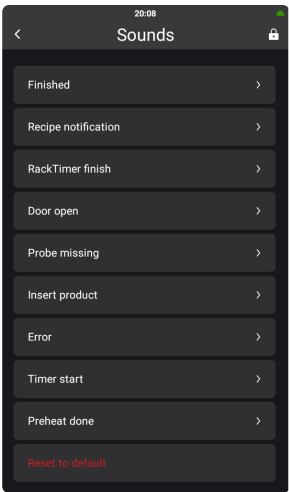 20:08
Sounds
Finished
Recipe notification
RackTimer finish
Door open
Probe missing
Insert product
Error
Timer start
Preheat done
Reset to default